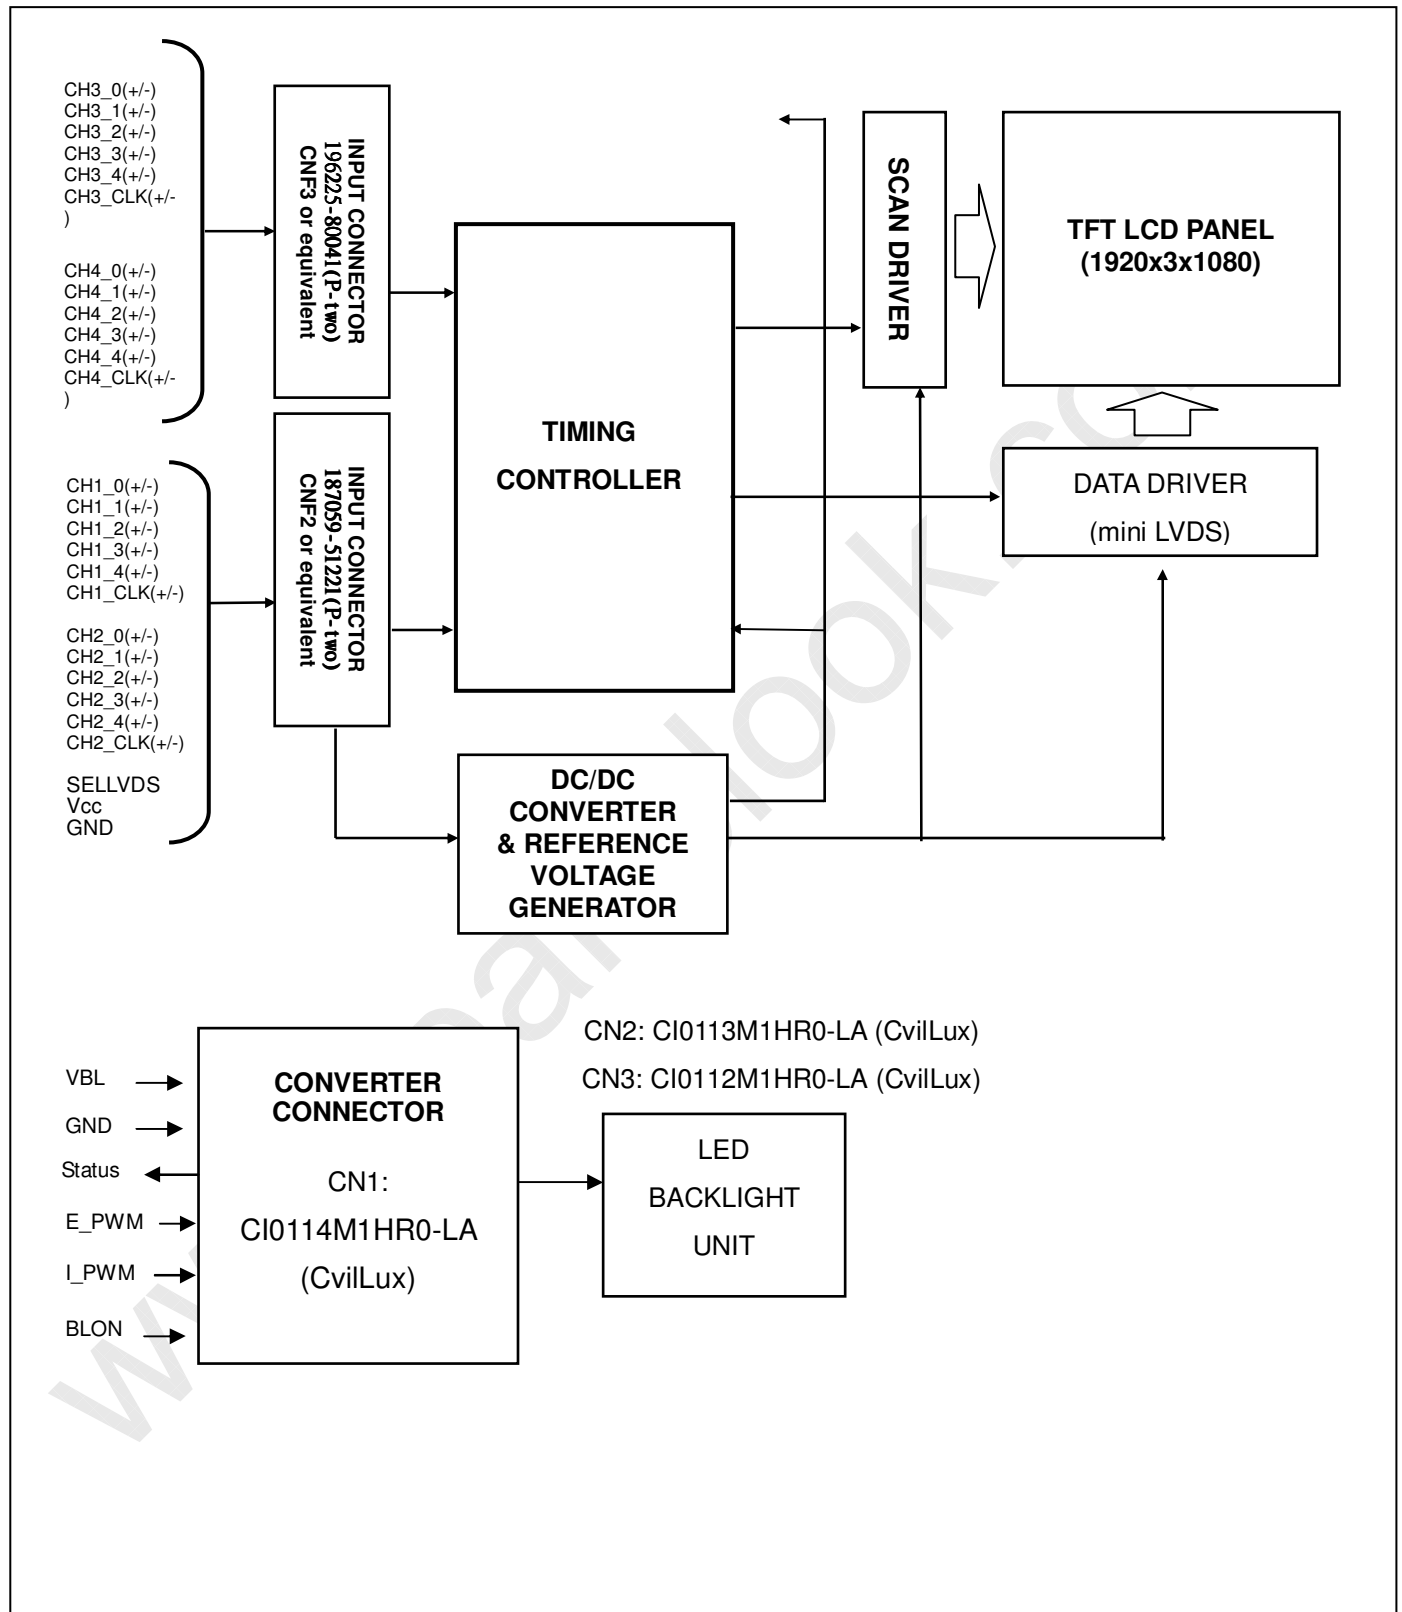 CH3_0(+/-)
CH3_1(+/-)
CH3_2(+/-)
CH3_3(+/-)
CH3_4(+/-)
CH3_CLK(+/-
)
CH4_0(+/-)
CH4_1(+/-)
CH4_2(+/-)
CH4_3(+/-)
CH4_4(+/-)
CH4_CLK(+/-
)
INPUT CONNECTOR
196225-80041(P-two)
CNF3 or equivalent
CH1_0(+/-)
CH1_1(+/-)
CH1_2(+/-)
CH1_3(+/-)
CH1_4(+/-)
CH1_CLK(+/-)
CH2_0(+/-)
CH2_1(+/-)
CH2_2(+/-)
CH2_3(+/-)
CH2_4(+/-)
CH2_CLK(+/-)
SELLVDS
Vcc
GND
INPUT CONNECTOR
187059-51221(P-two)
CNF2 or equivalent
TIMING
CONTROLLER
SCAN DRIVER
TFT LCD PANEL
(1920x3x1080)
DATA DRIVER
(mini LVDS)
DC/DC
CONVERTER
& REFERENCE
VOLTAGE
GENERATOR
VBL
GND
Status
E_PWM
I_PWM
BLON
CONVERTER
CONNECTOR
CN1:
CI0114M1HR0-LA
(CvilLux)
CN2: CI0113M1HR0-LA (CvilLux)
CN3: CI0112M1HR0-LA (CvilLux)
LED
BACKLIGHT
UNIT